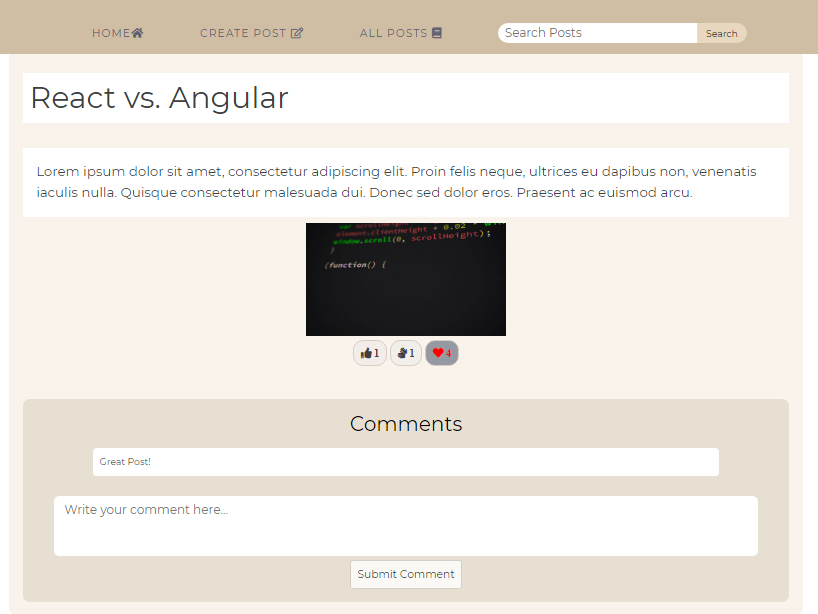 HOME
CREATE POST
ALL POSTS
Search Posts
Search
React vs. Angular
Lorem ipsum dolor sit amet, consectetur adipiscing elit. Proin felis neque, ultrices eu dapibus non, venenatis
iaculis nulla. Quisque consectetur malesuada dui. Donec sed dolor eros. Praesent ac euismod arcu.
element.clientHeight + 0.02 *
window.scroll(0, scrollHeight);
}
(function() {
1
1
4
Comments
Great Post!
Write your comment here...
Submit Comment